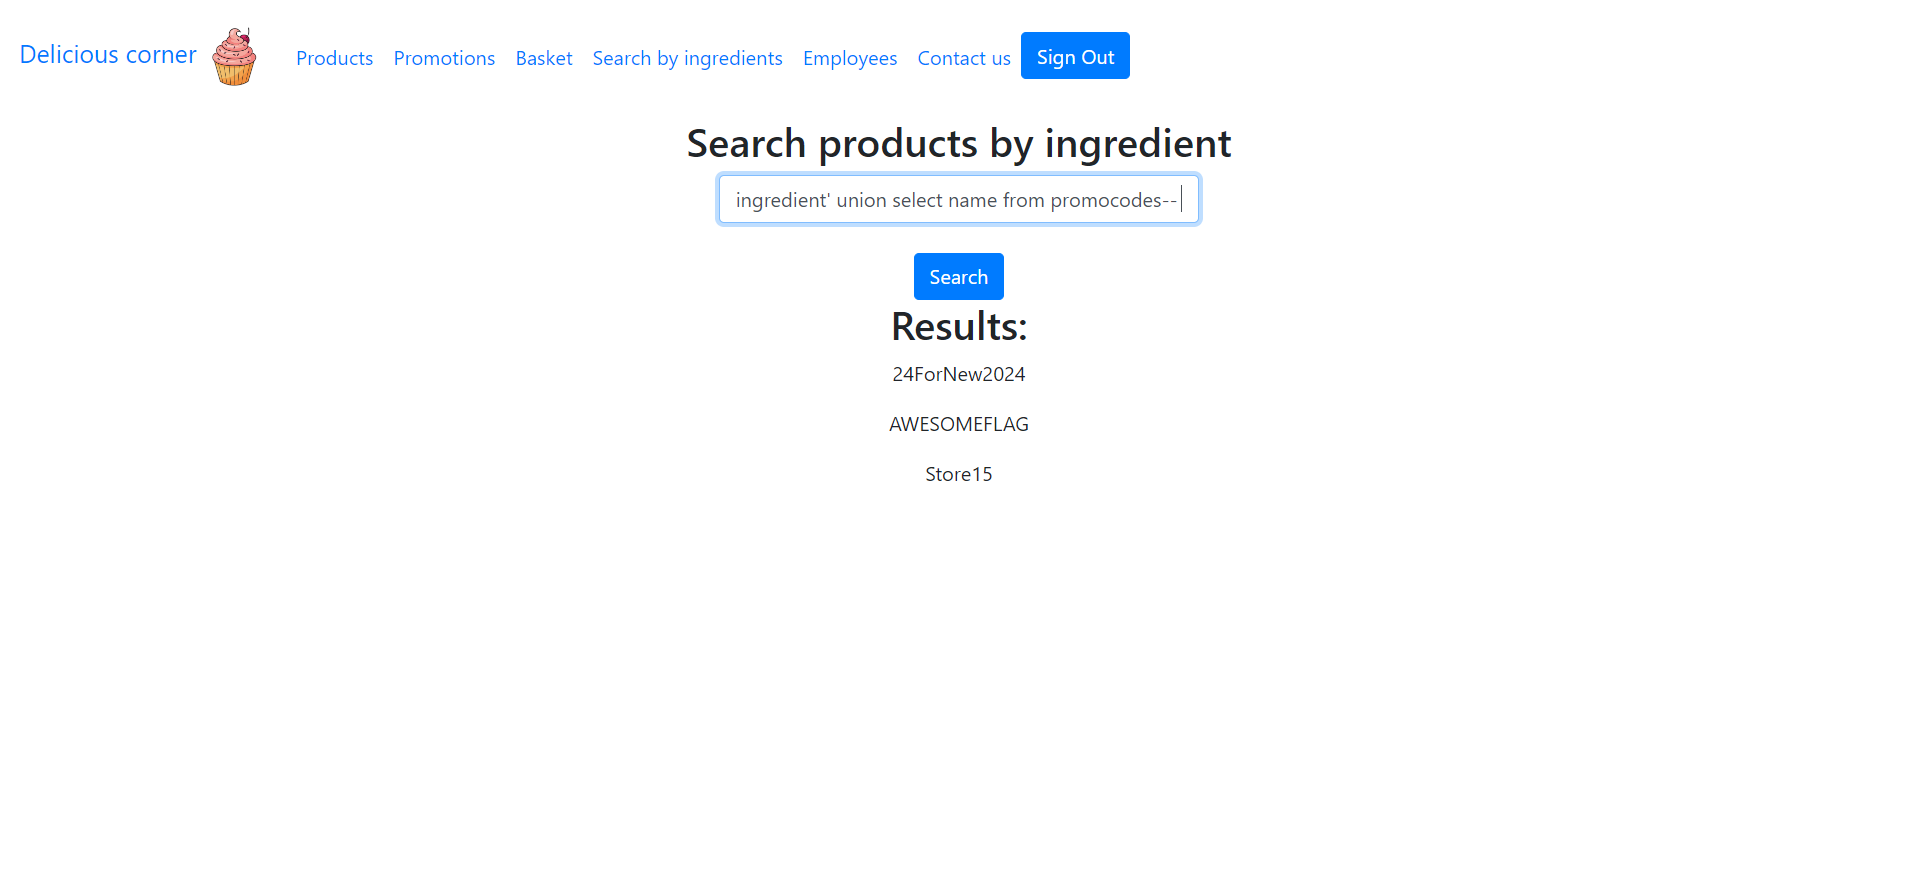 Delicious corner Products Promotions Basket Search by ingredients Employees Contact us Sign Out
Search products by ingredient
ingredient' union select name from promocodes--
Search
Results:
24ForNew2024
AWESOMEFLAG
Store15